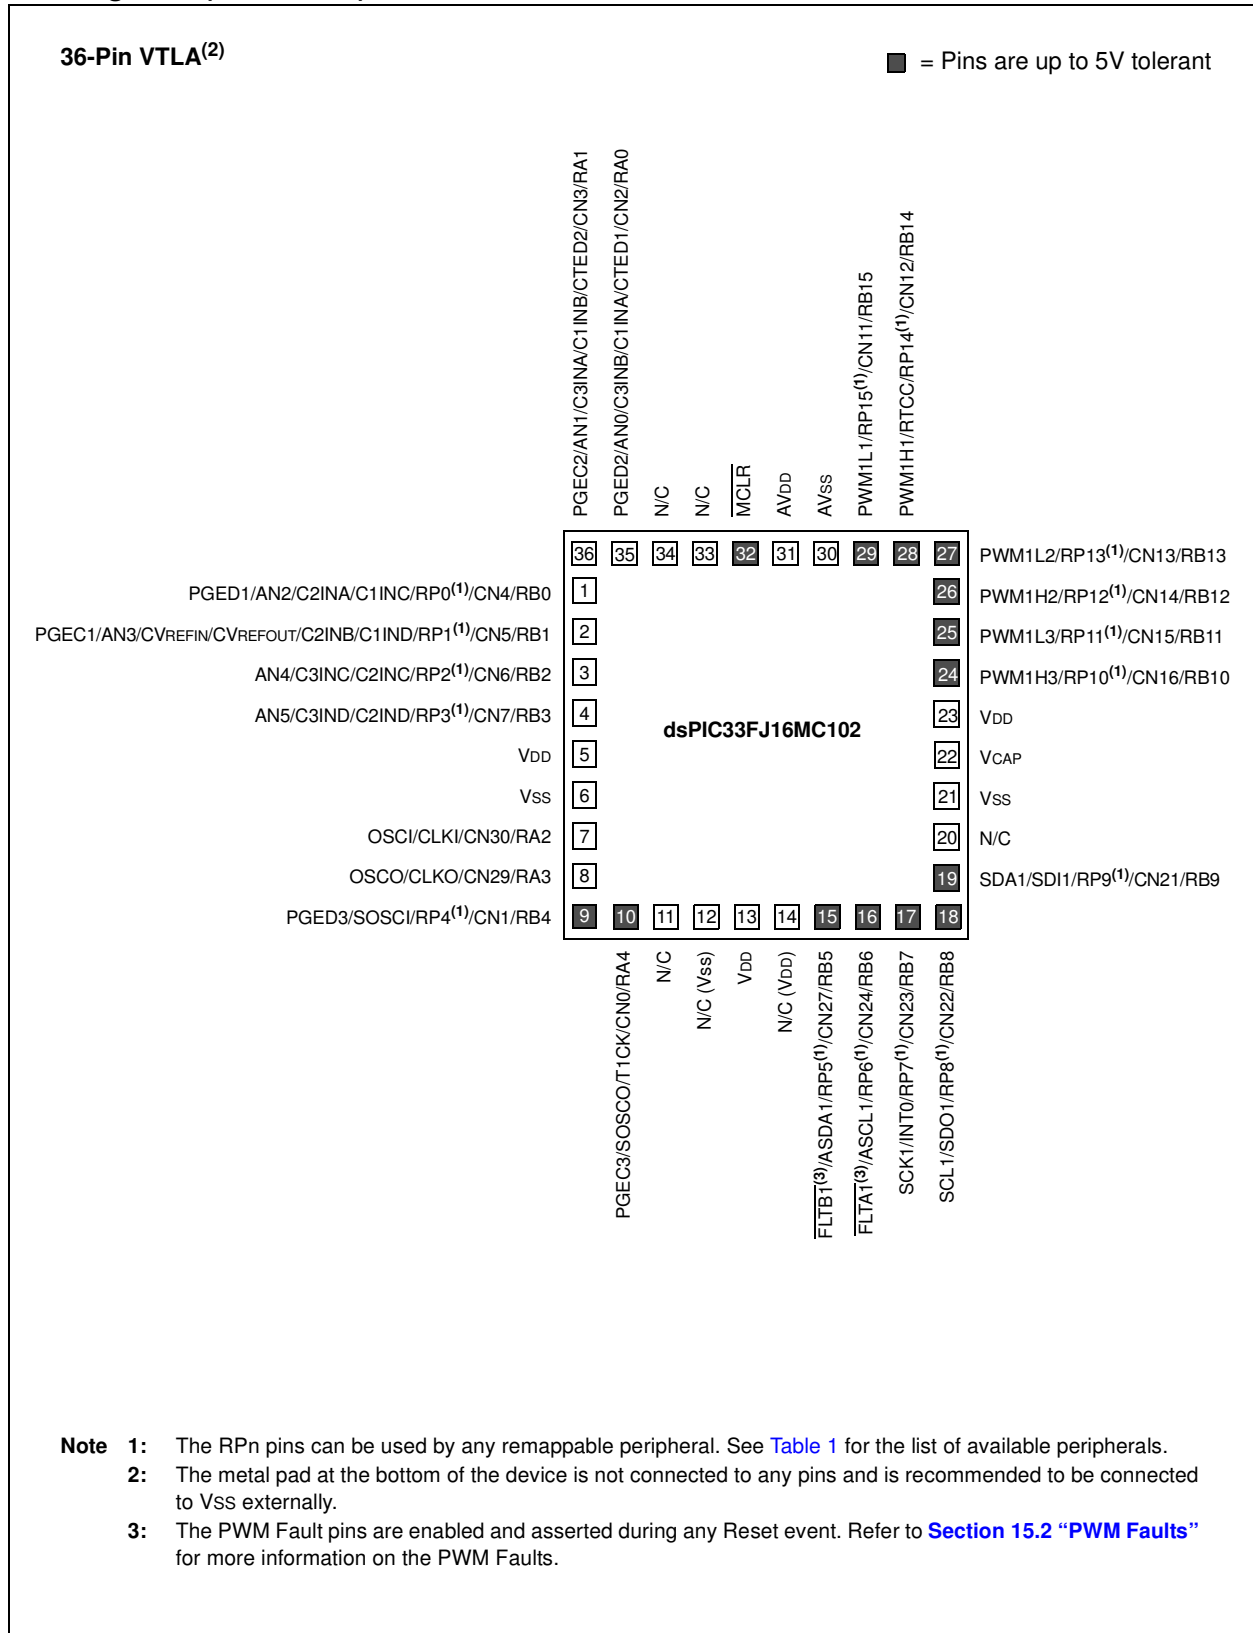 36-Pin VTLA(2)
= Pins are up to 5V tolerant
PGEC2/AN1/C3INA/C1INB/CTED2/CN3/RA1
PGED2/AN0/C3INB/C1INA/CTED1/CN2/RA0
N/C
N/C
MCLR
AVDD
AVSS
PWM1L1/RP15(1)/CN11/RB15
PWM1H1/RTCC/RP14(1)/CN12/RB14
36 35 34 33 32 31 30 29 28 27 PWM1L2/RP13(1)/CN13/RB13
PGED1/AN2/C2INA/C1INC/RP0(1)/CN4/RB0 1
26 PWM1H2/RP12(1)/CN14/RB12
PGEC1/AN3/CVREFIN/CVREFOUT/C2INB/C1IND/RP1(1)/CN5/RB1 2
25 PWM1L3/RP11(1)/CN15/RB11
AN4/C3INC/C2INC/RP2(1)/CN6/RB2 3
24 PWM1H3/RP10(1)/CN16/RB10
AN5/C3IND/C2IND/RP3(1)/CN7/RB3 4
23 VDD
dsPIC33FJ16MC102
VDD 5
22 VCAP
VSS 6
21 VSS
OSCI/CLKI/CN30/RA2 7
20 N/C
OSCO/CLKO/CN29/RA3 8
19 SDA1/SDI1/RP9(1)/CN21/RB9
PGED3/SOSCI/RP4(1)/CN1/RB4 9 10 11 12 13 14 15 16 17 18
PGEC3/SOSCO/T1CK/CN0/RA4
N/C
N/C (Vss)
VDD
N/C (VDD)
FLTB1(3)/ASDA1/RP5(1)/CN27/RB5
FLTA1(3)/ASCL1/RP6(1)/CN24/RB6
SCK1/INT0/RP7(1)/CN23/RB7
SCL1/SDO1/RP8(1)/CN22/RB8
Note 1: The RPn pins can be used by any remappable peripheral. See Table 1 for the list of available peripherals.
2: The metal pad at the bottom of the device is not connected to any pins and is recommended to be connected
to VSS externally.
3: The PWM Fault pins are enabled and asserted during any Reset event. Refer to Section 15.2 “PWM Faults”
for more information on the PWM Faults.